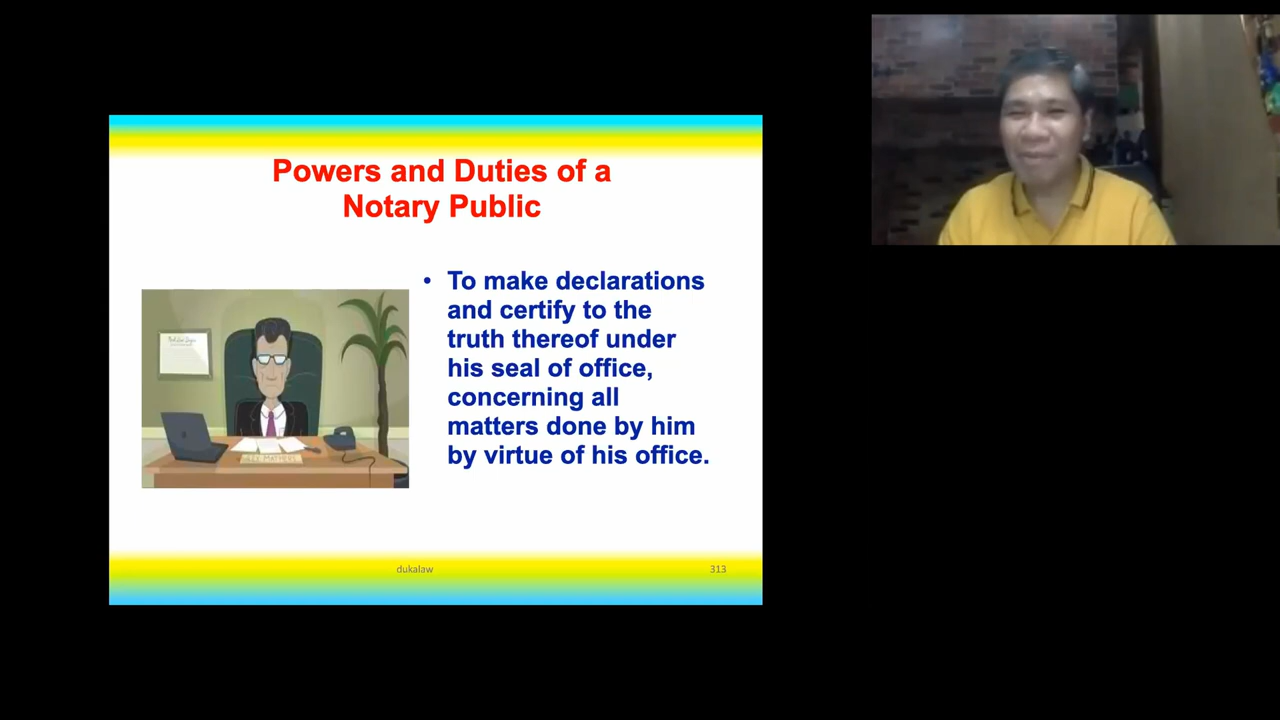 Powers and Duties of a
Notary Public
• To make declarations
and certify to the
truth thereof under
his seal of office,
concerning all
matters done by him
by virtue of his office.
dukalaw
313